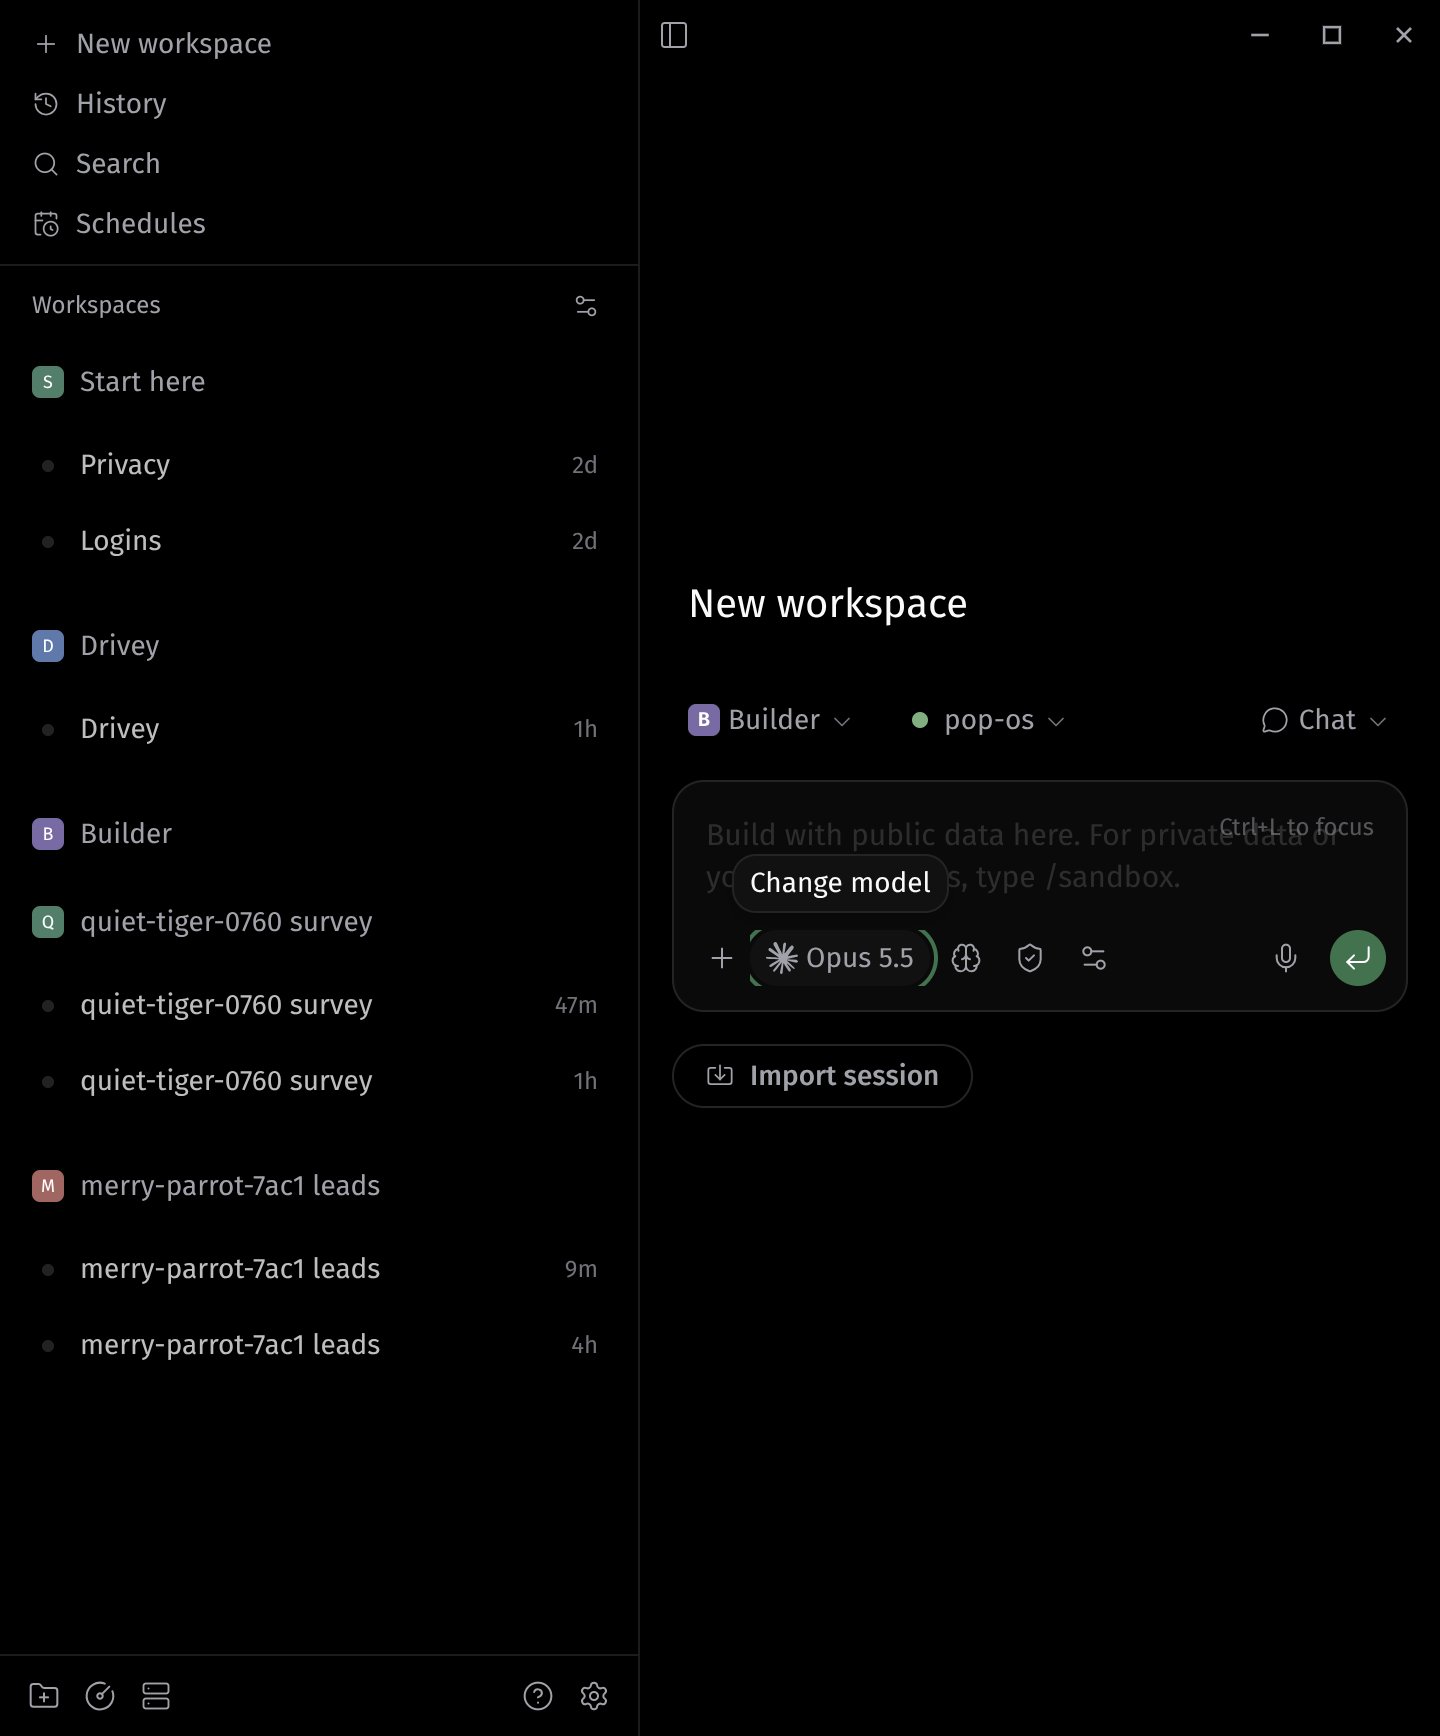 New workspace
History
Search
Schedules
Workspaces
S Start here
Privacy 2d
Logins 2d
D Drivey
Drivey 1h
B Builder
Q quiet-tiger-0760 survey
quiet-tiger-0760 survey 47m
quiet-tiger-0760 survey 1h
M merry-parrot-7ac1 leads
merry-parrot-7ac1 leads 9m
merry-parrot-7ac1 leads 4h
New workspace
B Builder pop-os Chat
Ctrl+L to focus
Build with public data here. For private data or
type /sandbox.
Change model
Opus 5.5
Import session